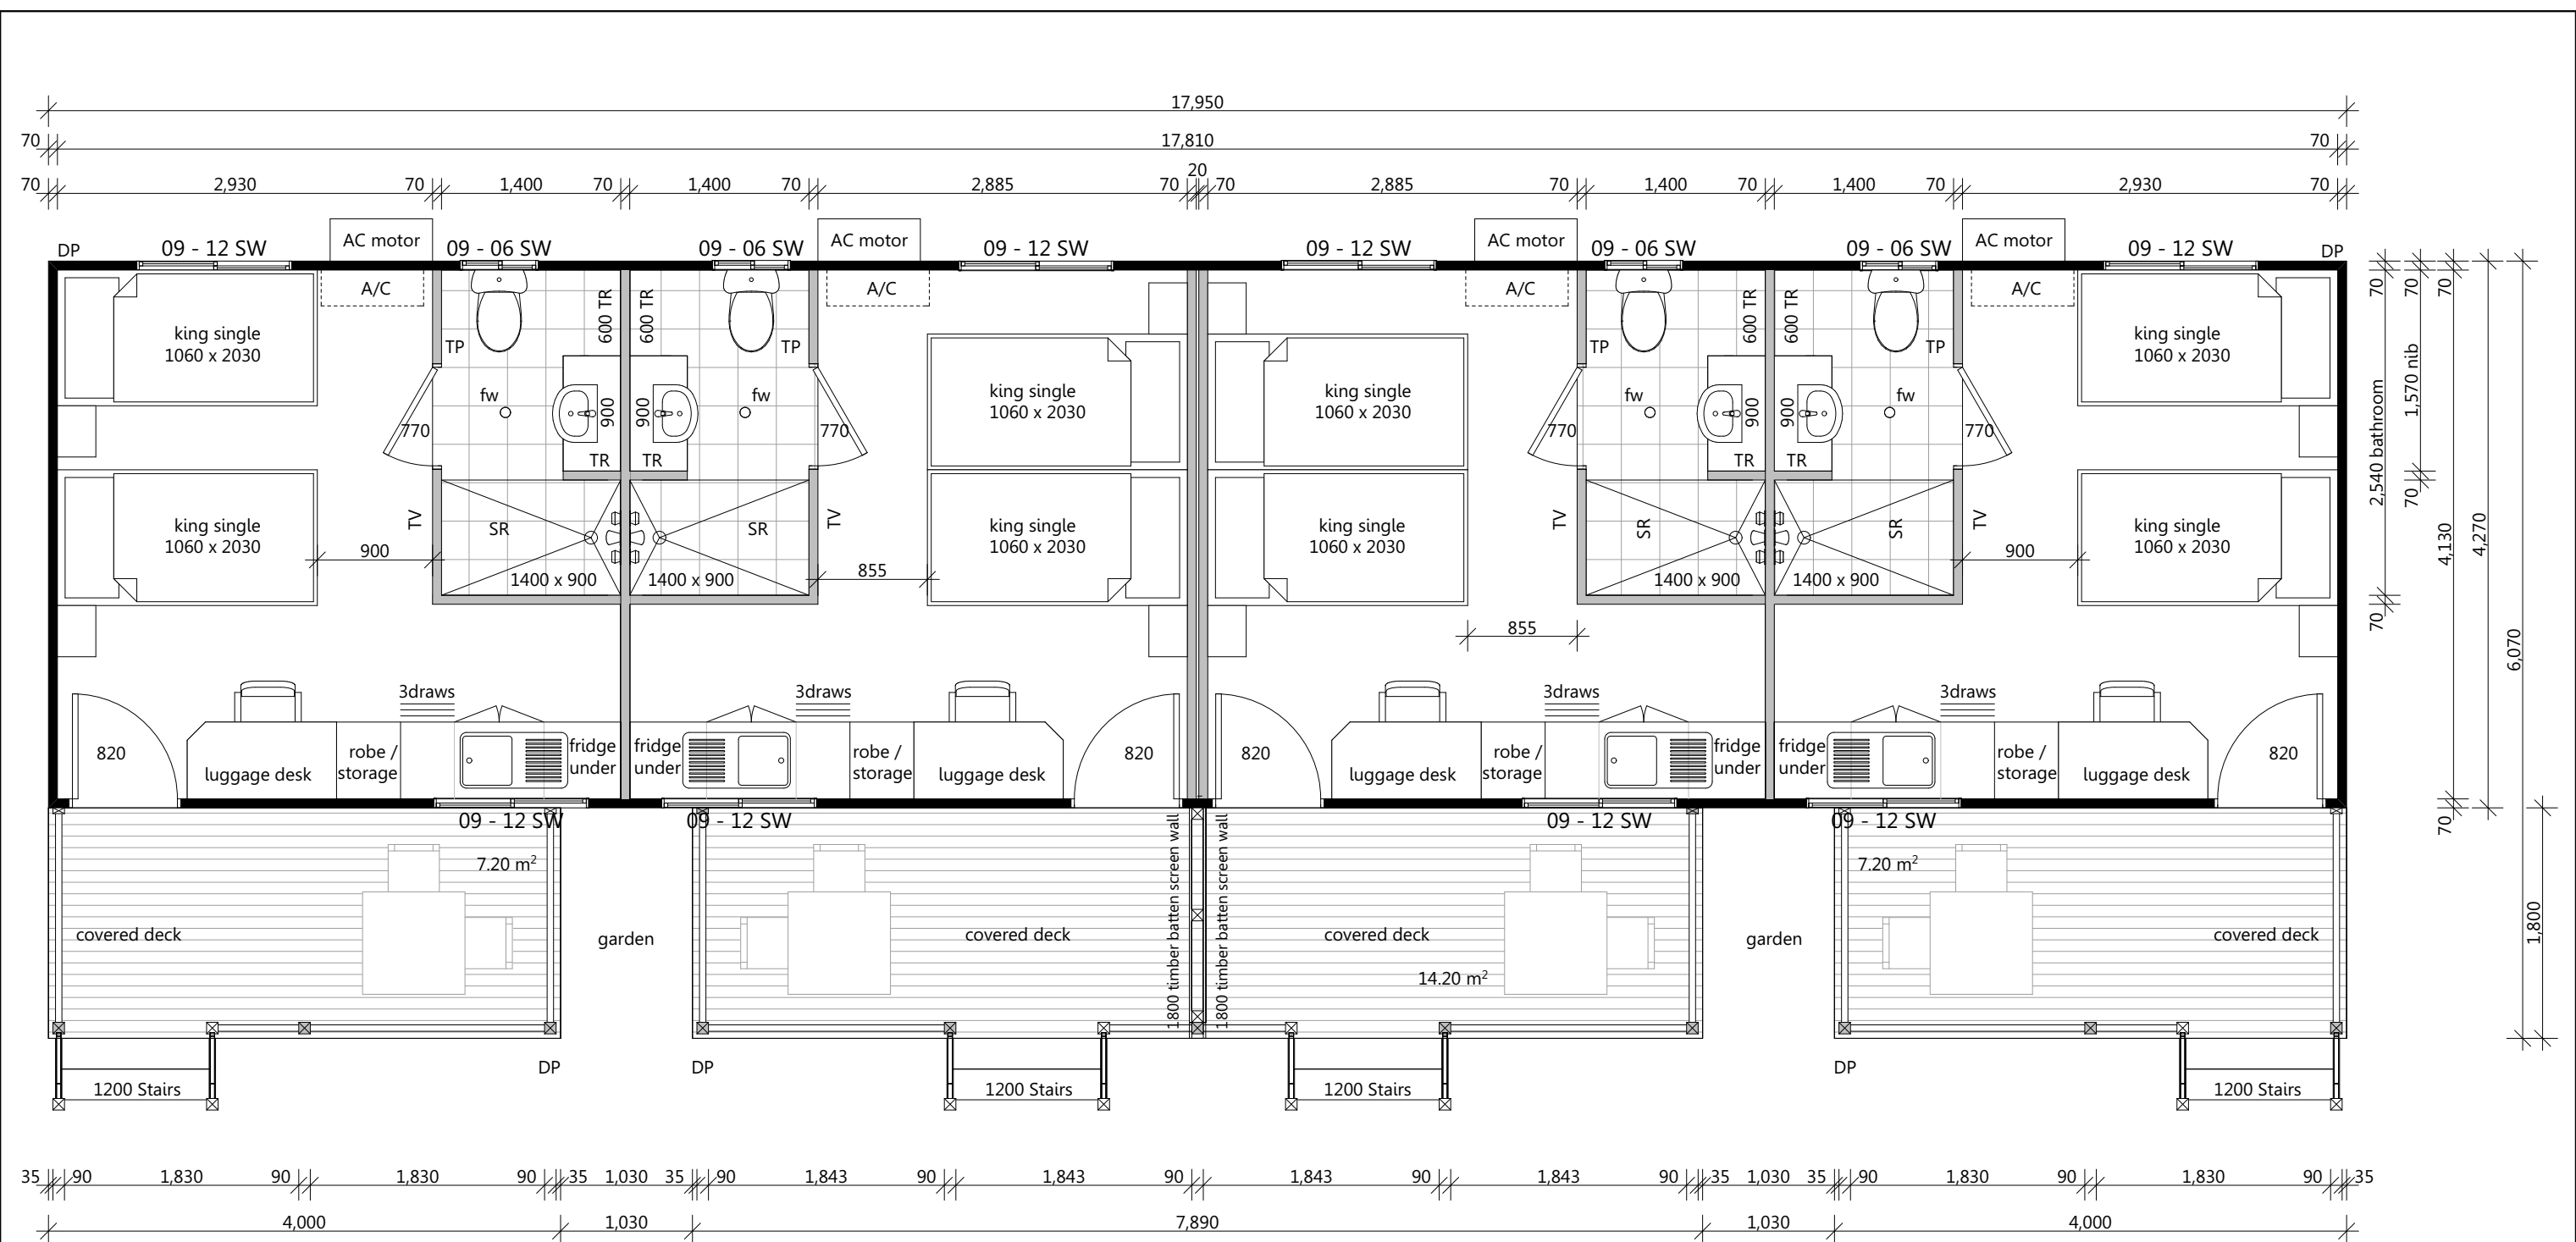 17,950
70 17,810 70
20
70 2,930 70 1,400 70 1,400 70 2,885 70 70 2,885 70 1,400 70 1,400 70 2,930 70
AC motor AC motor AC motor AC motor
DP 09 - 12 SW 09 - 06 SW 09 - 06 SW 09 - 12 SW 09 - 12 SW 09 - 06 SW 09 - 06 SW 09 - 12 SW DP
A/C A/C A/C A/C
70 70 70
600 TR 600 TR 600 TR 600 TR
king single king single
1060 x 2030 1060 x 2030
TP TP TP TP
1,570 nib
king single king single
1060 x 2030 1060 x 2030
fw fw fw fw
900 900 900 900
770 770 770 770
2,540 bathroom
TR TR TR TR
70
TV TV TV TV
SR SR SR SR
king single king single king single king single
1060 x 2030 1060 x 2030 1060 x 2030 1060 x 2030
4,130 4,270
900 855 900
1400 x 900 1400 x 900 1400 x 900 1400 x 900
70
855
6,070
3draws 3draws 3draws 3draws
820 820 820 820
robe / robe / robe / robe /
storage storage storage storage
fridge fridge fridge fridge
under under under under
luggage desk luggage desk luggage desk luggage desk
09 - 12 SW 09 - 12 SW 09 - 12 SW 09 - 12 SW
70
7.20 m² 7.20 m²
1800 timber batten screen wall 1800 timber batten screen wall
1,800
covered deck garden covered deck covered deck garden covered deck
14.20 m²
DP DP DP
1200 Stairs 1200 Stairs 1200 Stairs 1200 Stairs
35 90 1,830 90 1,830 90 35 1,030 35 90 1,843 90 1,843 90 1,843 90 1,843 90 35 1,030 35 90 1,830 90 1,830 90 35
4,000 1,030 7,890 1,030 4,000